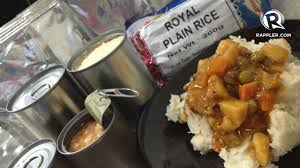 ROYAL
PLAIN RICE
Net Wt.: 200g
R
RAPPLER.COM